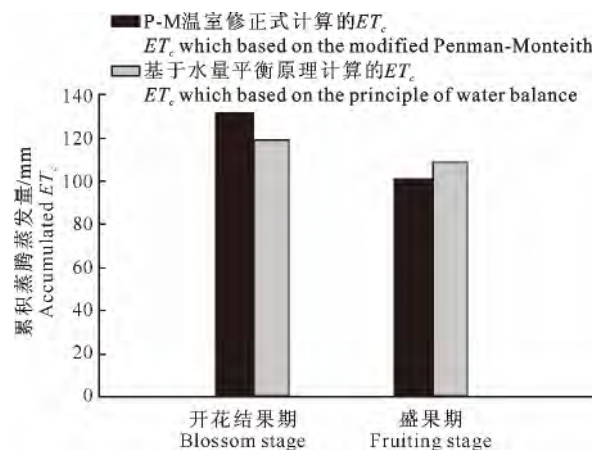 P-M温室修正式计算的ETc
ETc which based on the modified Penman-Monteith
基于水量平衡原理计算的ETc
ETc which based on the principle of water balance
累积蒸腾蒸发量/mm
Accumulated ETc
140
120
100
80
60
40
20
0
开花结果期
Blossom stage
盛果期
Fruiting stage